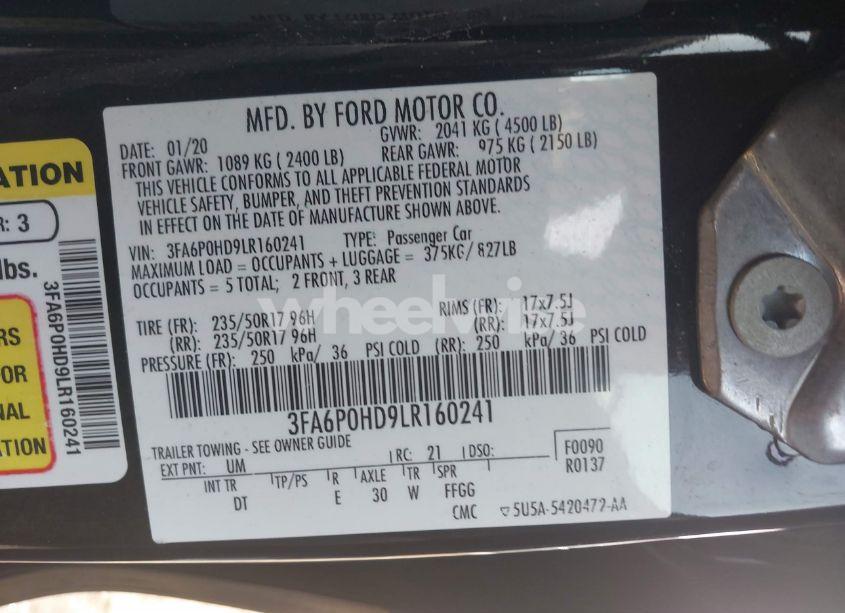 MFD. BY FORD MOTOR CO.
DATE: 01/20 GVWR: 2041 KG ( 4500 LB)
FRONT GAWR: 1089 KG ( 2400 LB) REAR GAWR: 975 KG ( 2150 LB)
THIS VEHICLE CONFORMS TO ALL APPLICABLE FEDERAL MOTOR
VEHICLE SAFETY, BUMPER, AND THEFT PREVENTION STANDARDS
IN EFFECT ON THE DATE OF MANUFACTURE SHOWN ABOVE.
VIN: 3FA6P0HD9LR160241 TYPE: Passenger Car
MAXIMUM LOAD = OCCUPANTS + LUGGAGE = 375KG/ 827LB
OCCUPANTS = 5 TOTAL; 2 FRONT, 3 REAR
TIRE (FR): 235/50R17 96H RIMS (FR): 17x7.5J
(RR): 235/50R17 96H (RR): 17x7.5J
PRESSURE (FR): 250 kPa/ 36 PSI COLD (RR): 250 kPa/ 36 PSI COLD
3FA6P0HD9LR160241
TRAILER TOWING - SEE OWNER GUIDE
EXT PNT: UM RC: 21 DSO: F0090
R0137
INT TR TP/PS R AXLE TR SPR
DT E 30 W FFGG
CMC 5U5A-5420472-AA
ATION
R: 3
lbs.
3FA6P0HD9LR160241
RS
OR
NAL
ATION
wheelwise